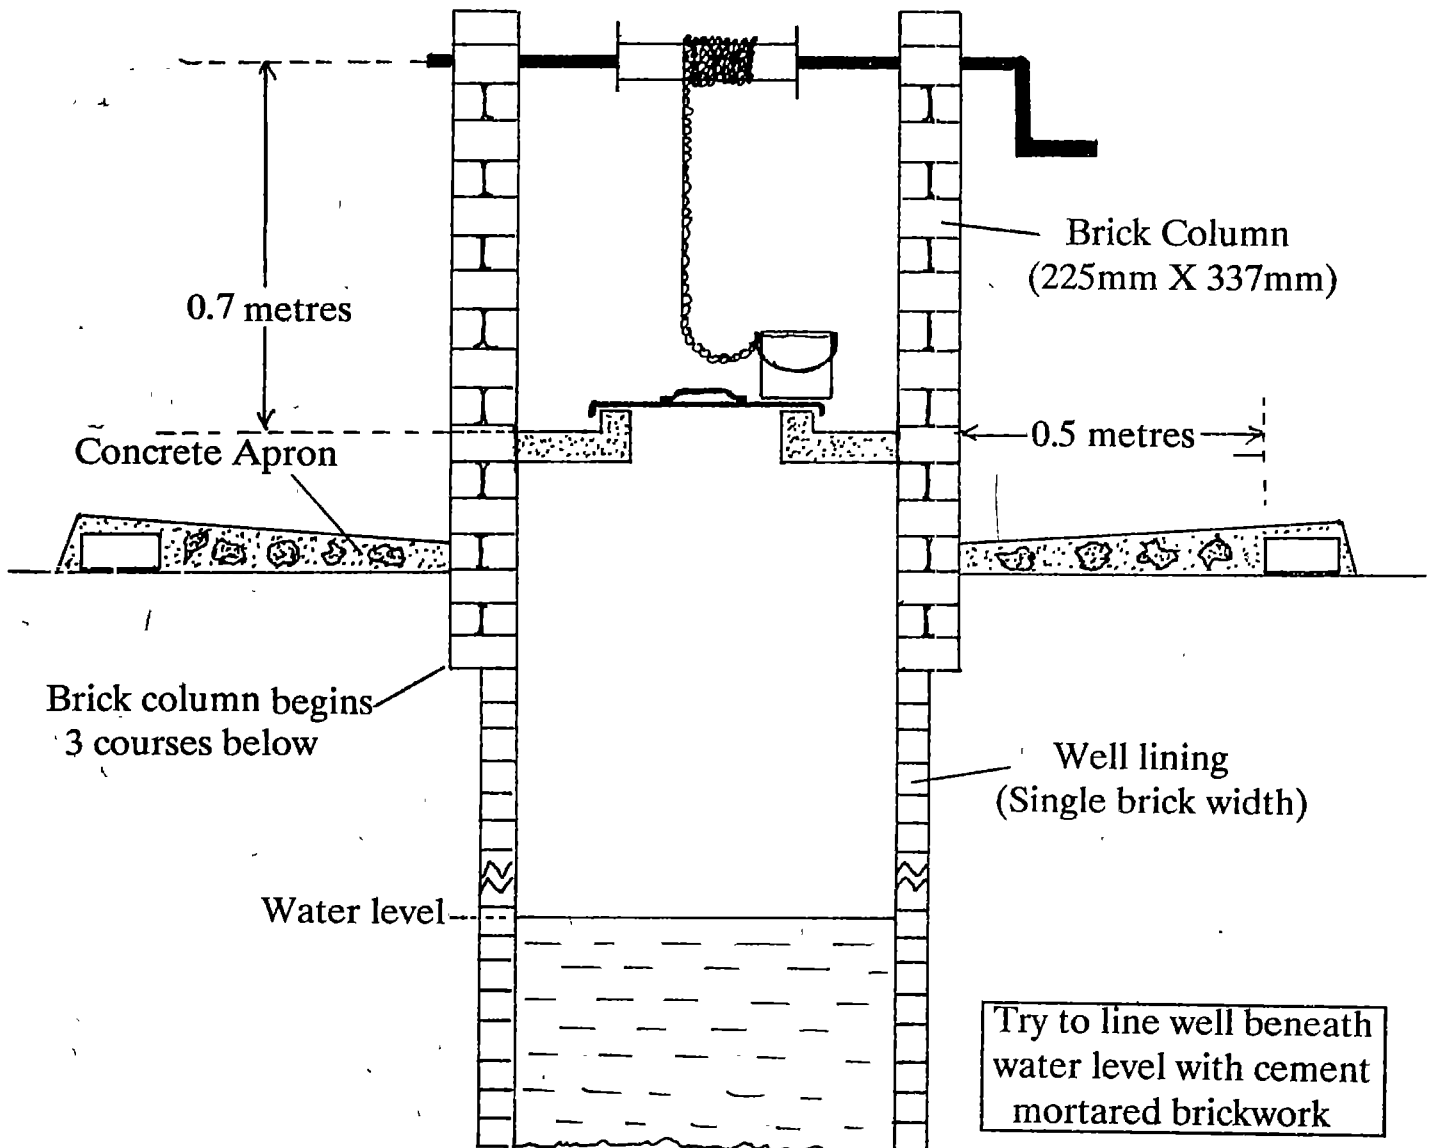 Brick Column
(225mm X 337mm)
0.7 metres
0.5 metres
Concrete Apron
Brick column begins
3 courses below
Well lining
(Single brick width)
Water level
Try to line well beneath
water level with cement
mortared brickwork